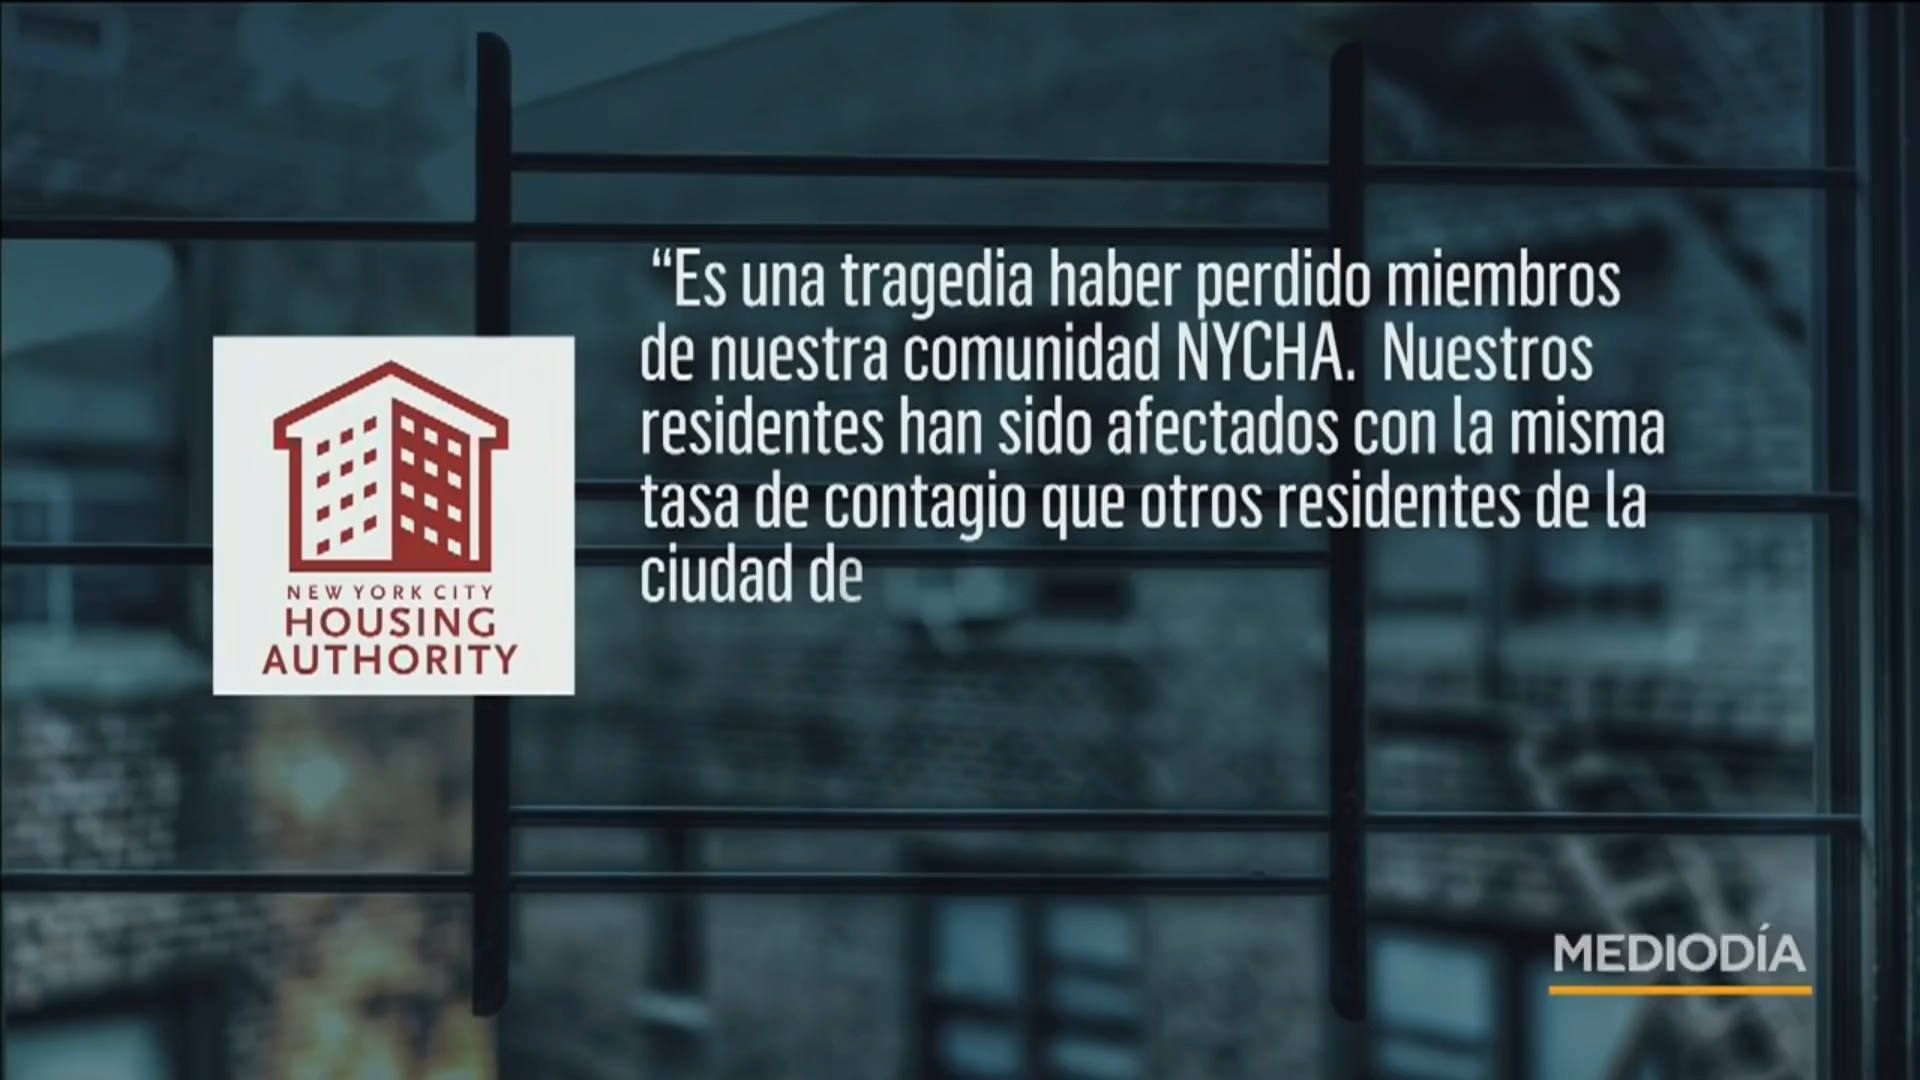 “Es una tragedia haber perdido miembros
de nuestra comunidad NYCHA. Nuestros
residentes han sido afectados con la misma
tasa de contagio que otros residentes de la
ciudad de
NEW YORK CITY
HOUSING
AUTHORITY
MEDIODÍA